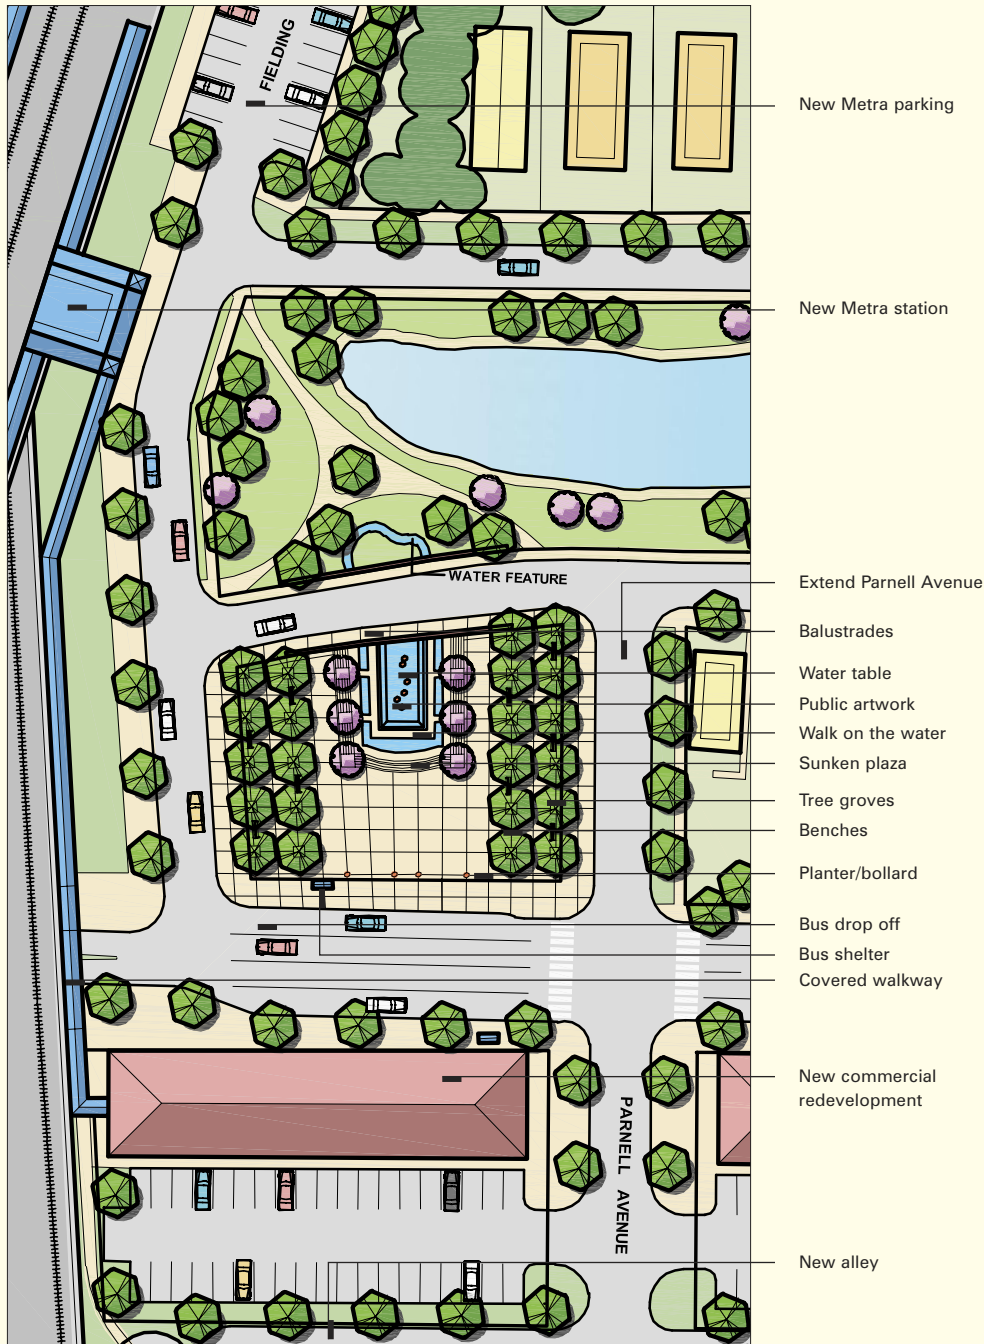 FIELDING
New Metra parking
New Metra station
WATER FEATURE
Extend Parnell Avenue
Balustrades
Water table
Public artwork
Walk on the water
Sunken plaza
Tree groves
Benches
Planter/bollard
Bus drop off
Bus shelter
Covered walkway
New commercial
redevelopment
PARNELL AVENUE
New alley